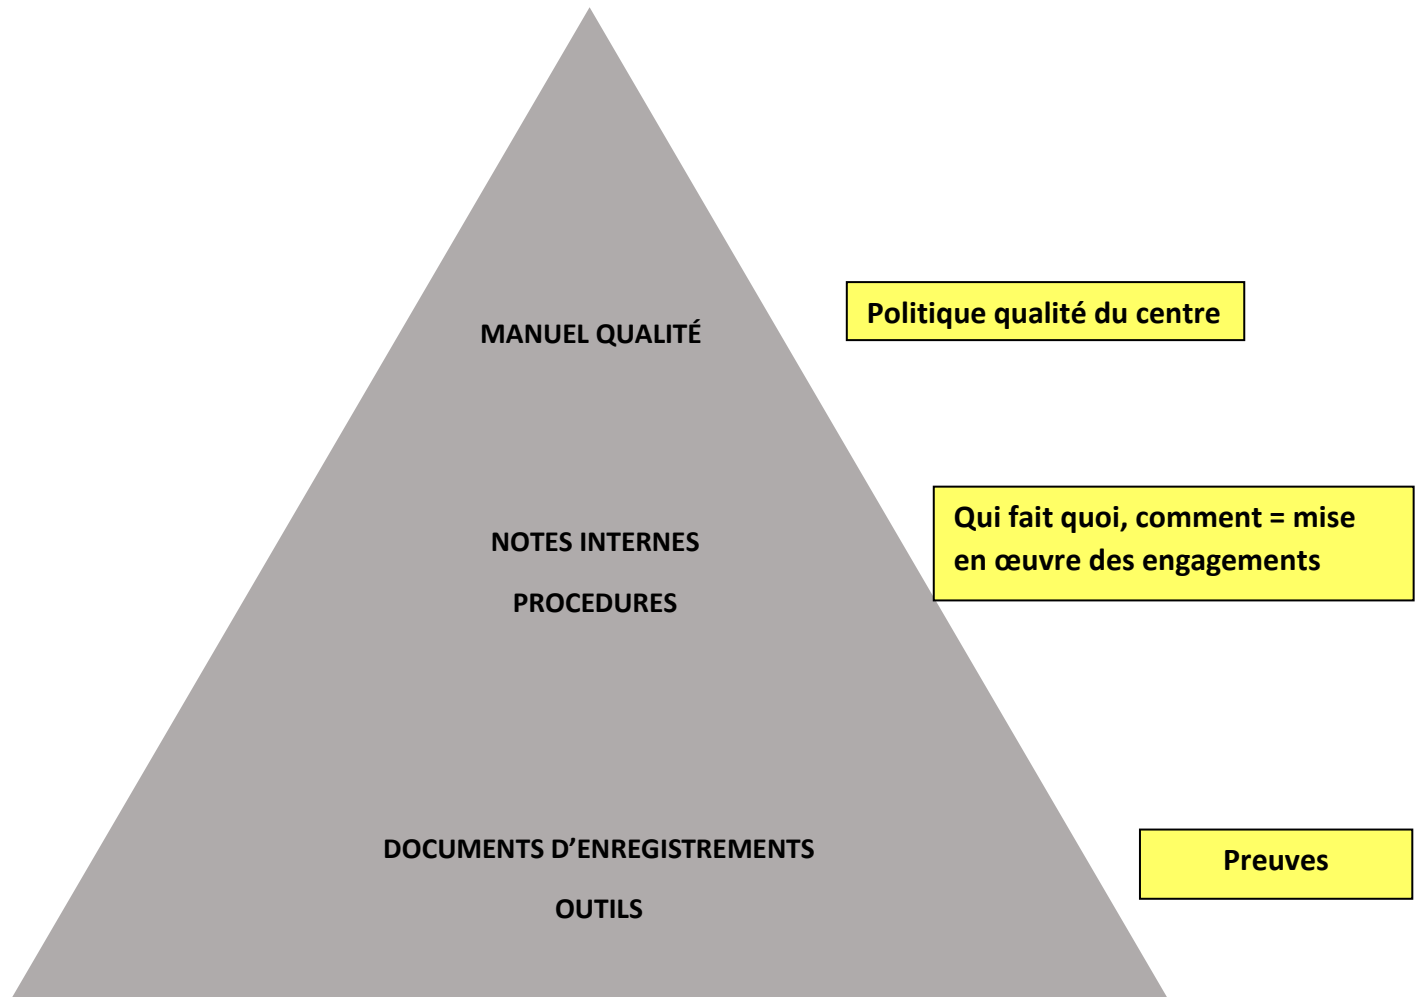 Politique qualité du centre
MANUEL QUALITÉ
Qui fait quoi, comment = mise
en œuvre des engagements
NOTES INTERNES
PROCEDURES
DOCUMENTS D’ENREGISTREMENTS
Preuves
OUTILS